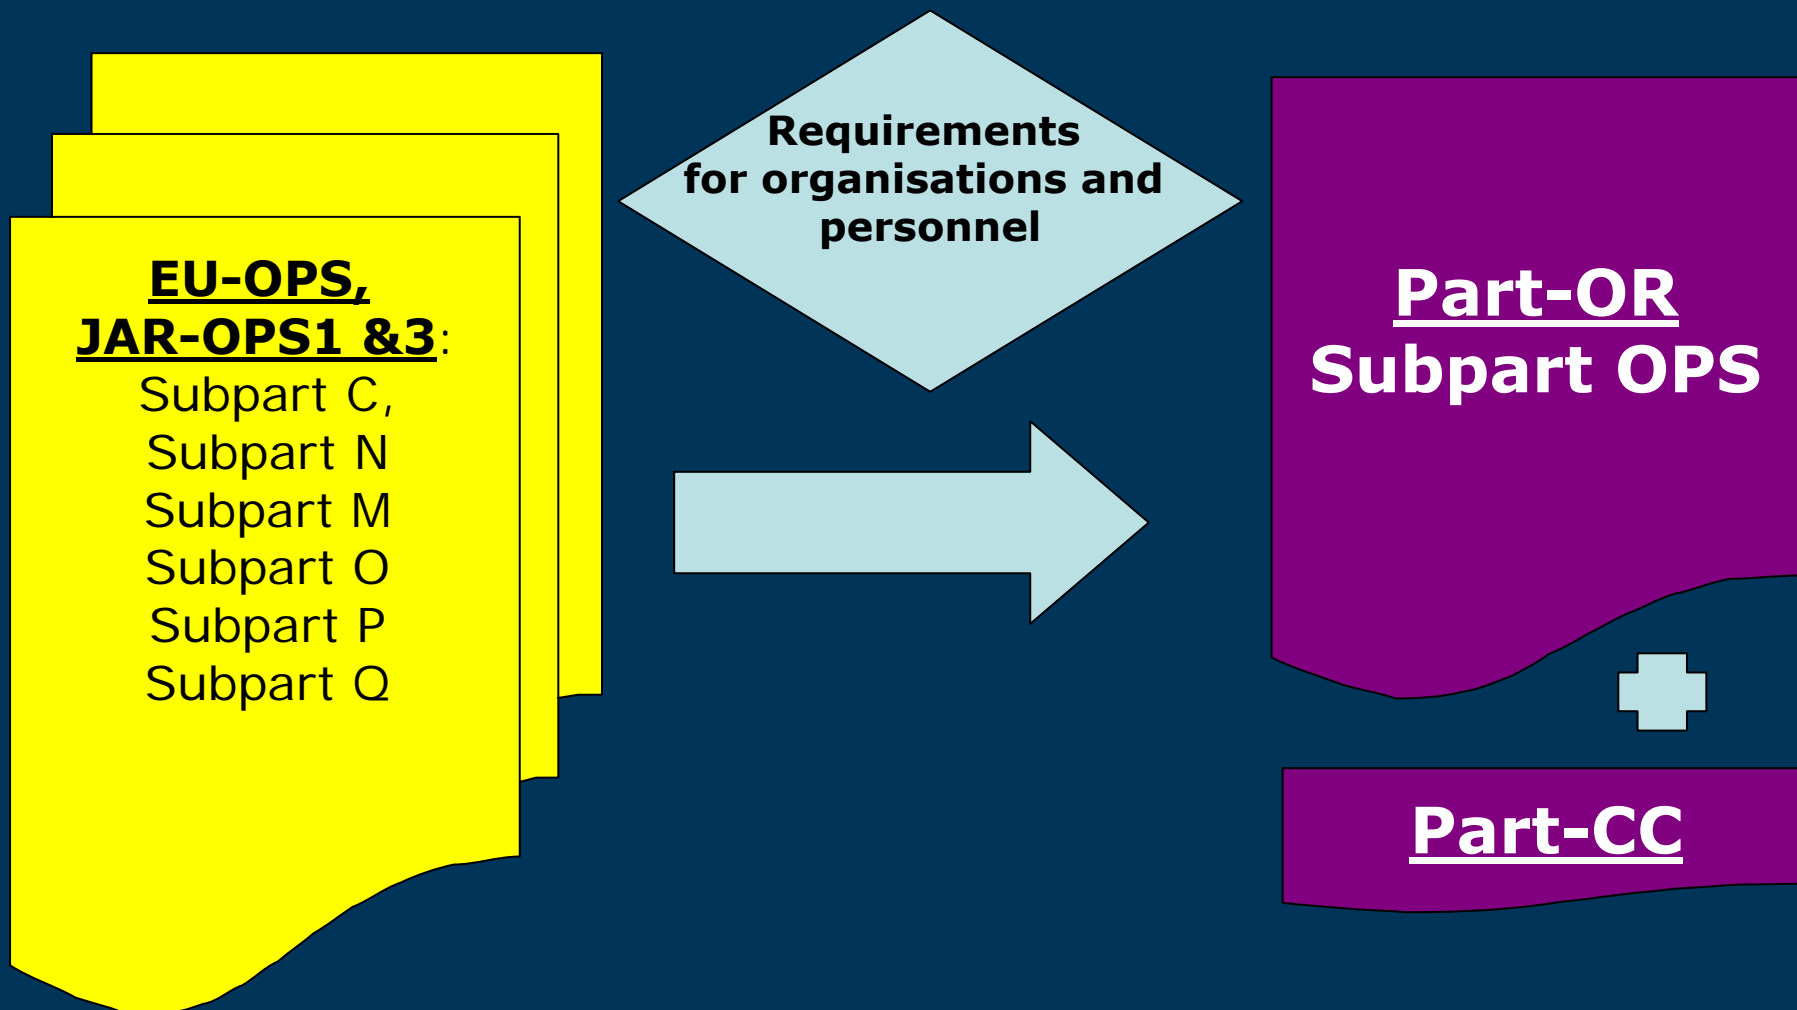 EU-OPS,
JAR-OPS1 &3:
Subpart C,
Subpart N
Subpart M
Subpart O
Subpart P
Subpart Q
Requirements
for organisations and
personnel
Part-OR
Subpart OPS
Part-CC